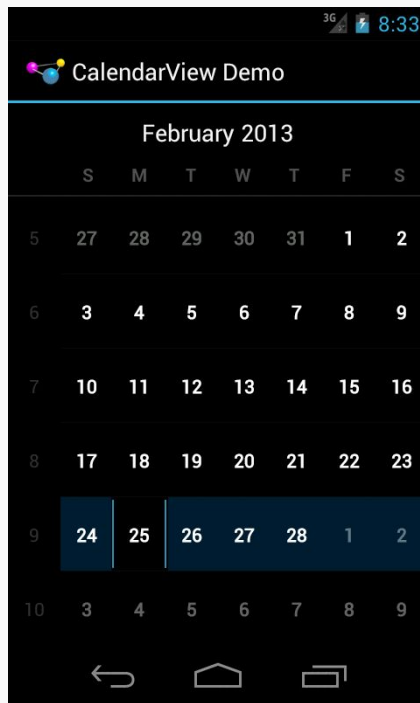 3G 8:33
CalendarView Demo
February 2013
S M T W T F S
5 27 28 29 30 31 1 2
6 3 4 5 6 7 8 9
7 10 11 12 13 14 15 16
8 17 18 19 20 21 22 23
9 24 25 26 27 28 1 2
10 3 4 5 6 7 8 9